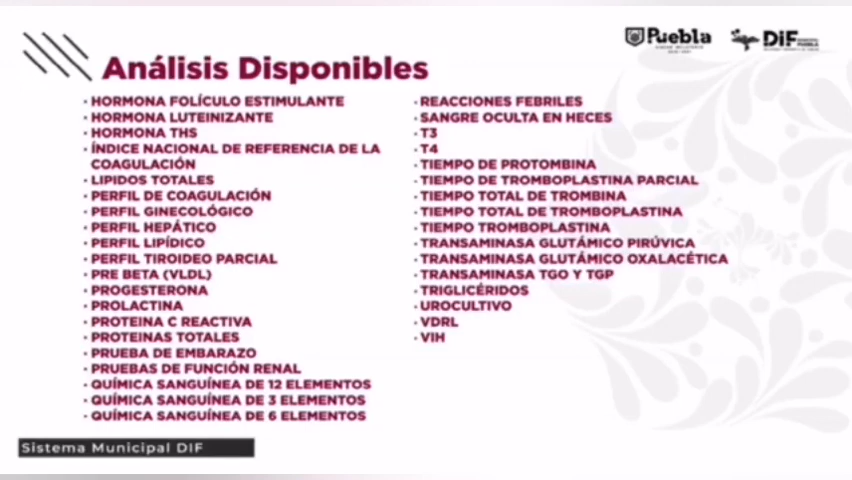 Puebla
DIF
Análisis Disponibles
• HORMONA FOLÍCULO ESTIMULANTE
• HORMONA LUTEINIZANTE
• HORMONA THS
• ÍNDICE NACIONAL DE REFERENCIA DE LA
COAGULACIÓN
• LIPIDOS TOTALES
• PERFIL DE COAGULACIÓN
• PERFIL GINECOLÓGICO
• PERFIL HEPÁTICO
• PERFIL LIPÍDICO
• PERFIL TIROIDEO PARCIAL
• PRE BETA (VLDL)
• PROGESTERONA
• PROLACTINA
• PROTEINA C REACTIVA
• PROTEINAS TOTALES
• PRUEBA DE EMBARAZO
• PRUEBAS DE FUNCIÓN RENAL
• QUÍMICA SANGUÍNEA DE 12 ELEMENTOS
• QUÍMICA SANGUÍNEA DE 3 ELEMENTOS
• QUÍMICA SANGUÍNEA DE 6 ELEMENTOS
• REACCIONES FEBRILES
• SANGRE OCULTA EN HECES
• T3
• T4
• TIEMPO DE PROTOMBINA
• TIEMPO DE TROMBOPLASTINA PARCIAL
• TIEMPO TOTAL DE TROMBINA
• TIEMPO TOTAL DE TROMBOPLASTINA
• TIEMPO TROMBOPLASTINA
• TRANSAMINASA GLUTÁMICO PIRÚVICA
• TRANSAMINASA GLUTÁMICO OXALACÉTICA
• TRANSAMINASA TGO Y TGP
• TRIGLICÉRIDOS
• UROCULTIVO
• VDRL
• VIH
Sistema Municipal DIF